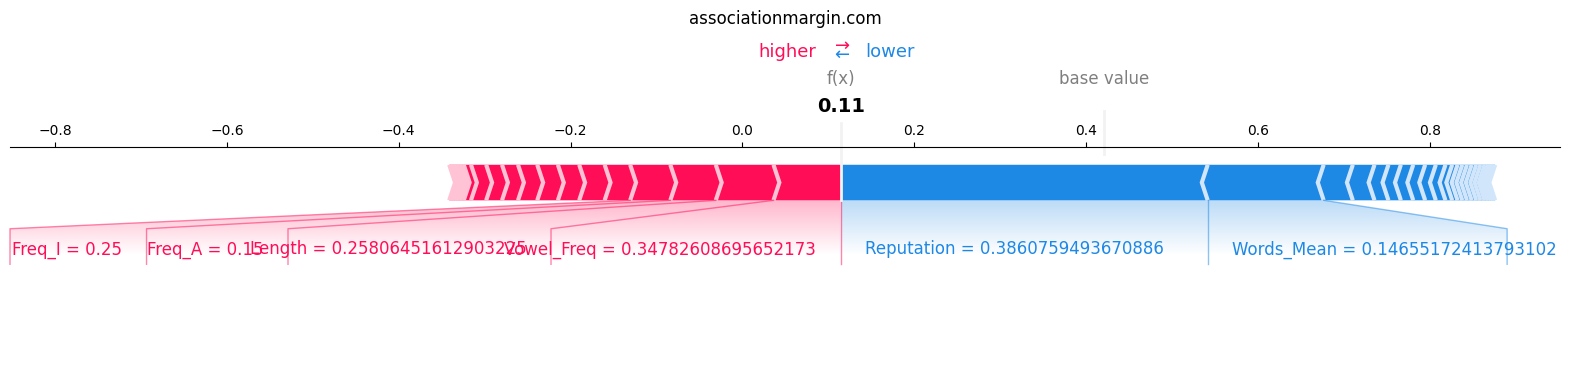 associationmargin.com
higher ⇄ lower
f(x) base value
0.11
−0.8 −0.6 −0.4 −0.2 0.0 0.2 0.4 0.6 0.8
Freq_I = 0.25 Freq_A = 0.15 Length = 0.25806451612903225 Vowel_Freq = 0.34782608695652173 Reputation = 0.3860759493670886 Words_Mean = 0.14655172413793102